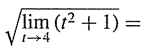 √(lim_{t→4} (t² + 1)) =